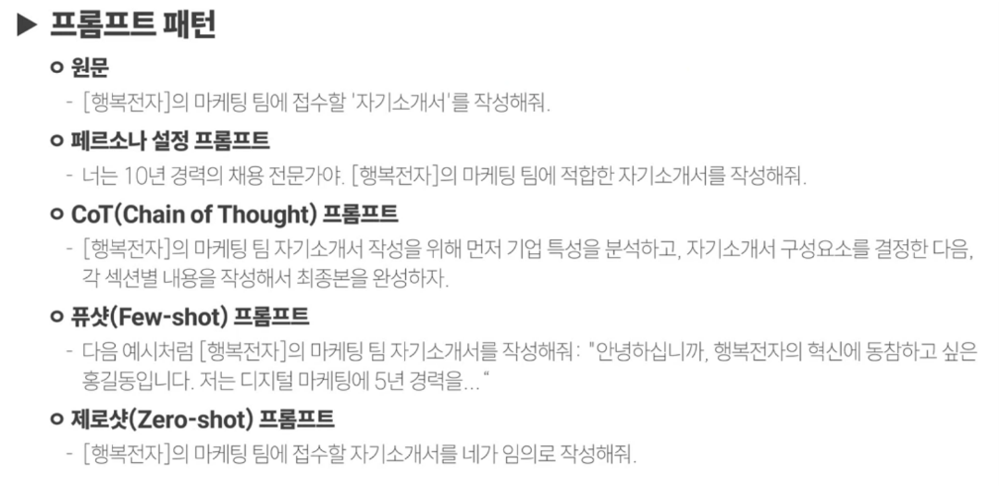 ▶ 프롬프트 패턴
ㅇ 원문
- [행복전자]의 마케팅 팀에 접수할 '자기소개서'를 작성해줘.
ㅇ 페르소나 설정 프롬프트
- 너는 10년 경력의 채용 전문가야. [행복전자]의 마케팅 팀에 적합한 자기소개서를 작성해줘.
ㅇ CoT(Chain of Thought) 프롬프트
- [행복전자]의 마케팅 팀 자기소개서 작성을 위해 먼저 기업 특성을 분석하고, 자기소개서 구성요소를 결정한 다음,
각 섹션별 내용을 작성해서 최종본을 완성하자.
ㅇ 퓨샷(Few-shot) 프롬프트
- 다음 예시처럼 [행복전자]의 마케팅 팀 자기소개서를 작성해줘: "안녕하십니까, 행복전자의 혁신에 동참하고 싶은
홍길동입니다. 저는 디지털 마케팅에 5년 경력을...“
ㅇ 제로샷(Zero-shot) 프롬프트
- [행복전자]의 마케팅 팀에 접수할 자기소개서를 네가 임의로 작성해줘.